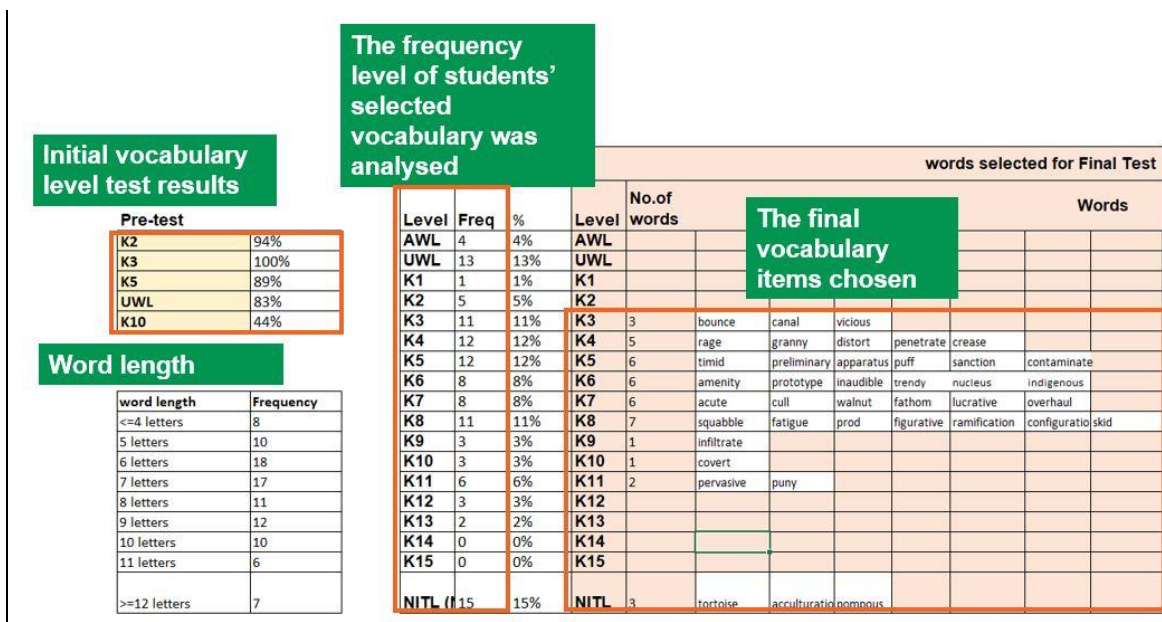 The frequency
level of students'
selected
vocabulary was
analysed
Initial vocabulary
level test results
Pre-test
K2 94%
K3 100%
K5 89%
UWL 83%
K10 44%
Word length
word length Frequency
<=4 letters 8
5 letters 10
6 letters 18
7 letters 17
8 letters 11
9 letters 12
10 letters 10
11 letters 6
>=12 letters 7
Level Freq %
AWL 4 4%
UWL 13 13%
K1 1 1%
K2 5 5%
K3 11 11%
K4 12 12%
K5 12 12%
K6 8 8%
K7 8 8%
K8 11 11%
K9 3 3%
K10 3 3%
K11 6 6%
K12 3 3%
K13 2 2%
K14 0 0%
K15 0 0%
NITL ( 15 15%
words selected for Final Test
Level No.of words Words
The final
vocabulary
items chosen
AWL
UWL
K1
K2
K3 3 bounce canal vicious
K4 5 rage granny distort penetrate crease
K5 6 timid preliminary apparatus puff sanction contaminate
K6 6 amenity prototype inaudible trendy nucleus indigenous
K7 6 acute cull walnut fathom lucrative overhaul
K8 7 squabble fatigue prod figurative ramification configuratio skid
K9 1 infiltrate
K10 1 covert
K11 2 pervasive puny
K12
K13
K14
K15
NITL 3 tortoise acculturatio pompous